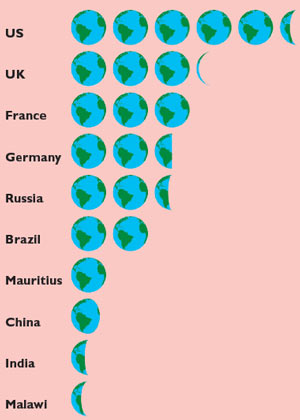 US
UK
France
Germany
Russia
Brazil
Mauritius
China
India
Malawi